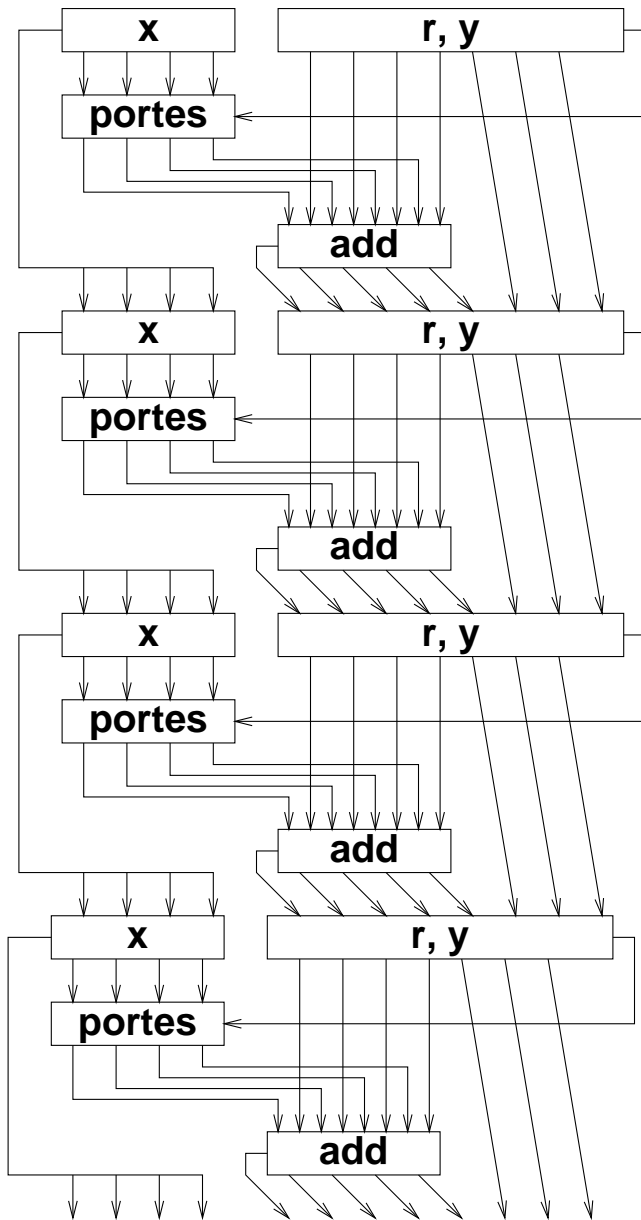 x r, y
portes
add
x r, y
portes
add
x r, y
portes
add
x r, y
portes
add